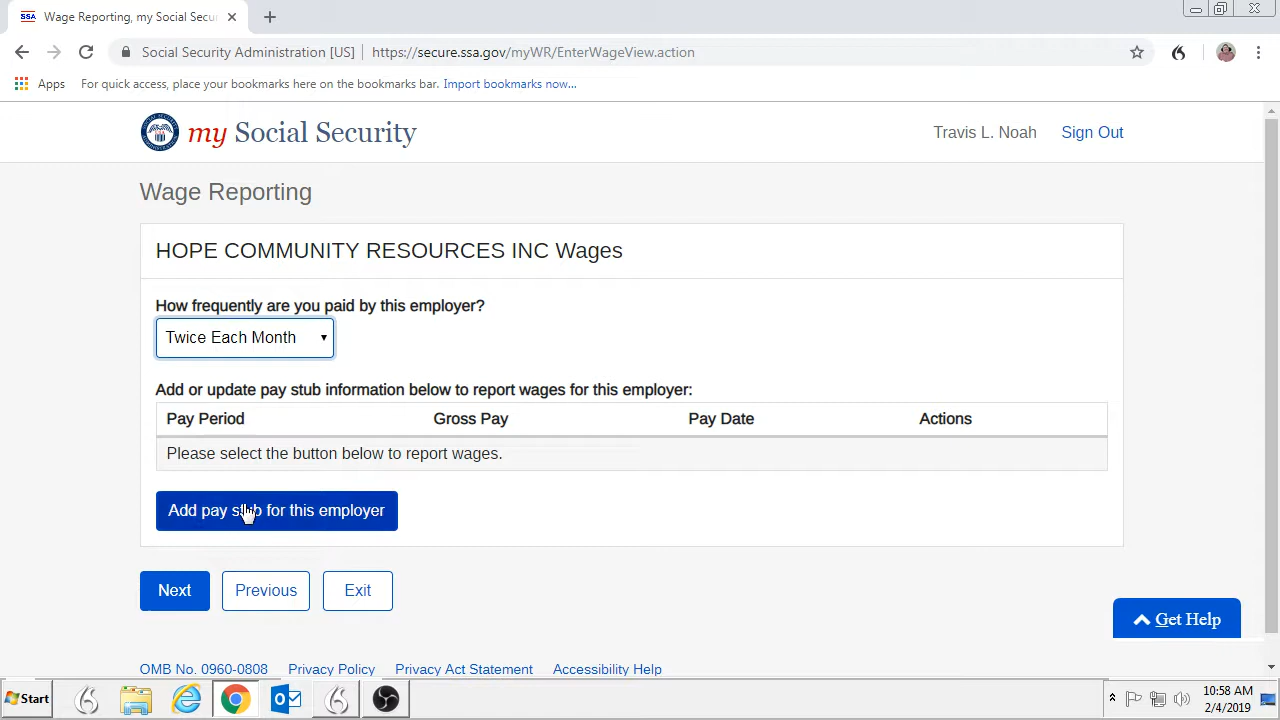 SSA Wage Reporting, my Social Secu
Social Security Administration [US] https://secure.ssa.gov/myWR/EnterWageView.action
Apps For quick access, place your bookmarks here on the bookmarks bar. Import bookmarks now...
my Social Security
Travis L. Noah Sign Out
Wage Reporting
HOPE COMMUNITY RESOURCES INC Wages
How frequently are you paid by this employer?
Twice Each Month
Add or update pay stub information below to report wages for this employer:
Pay Period Gross Pay Pay Date Actions
Please select the button below to report wages.
Add pay stub for this employer
Next Previous Exit
Get Help
OMB No. 0960-0808 Privacy Policy Privacy Act Statement Accessibility Help
Start
10:58 AM
2/4/2019